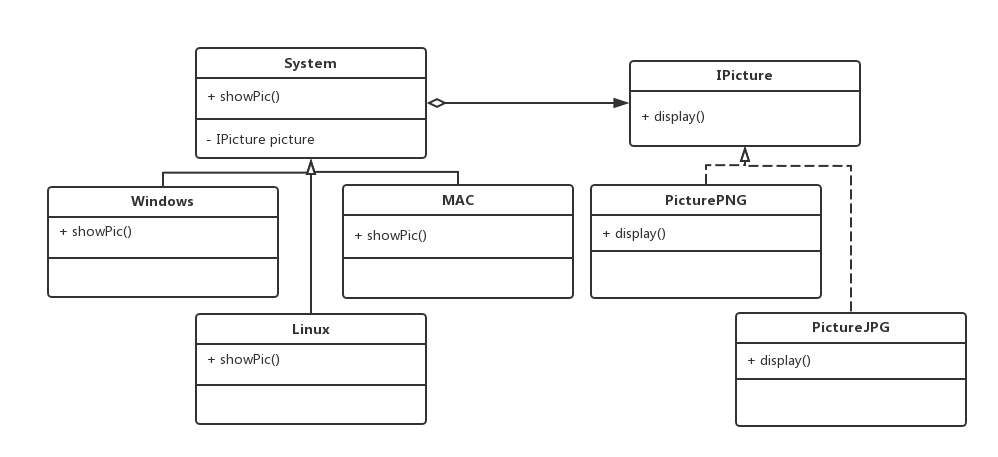 System
+ showPic()
- IPicture picture
IPicture
+ display()
Windows
+ showPic()
MAC
+ showPic()
PicturePNG
+ display()
Linux
+ showPic()
PictureJPG
+ display()